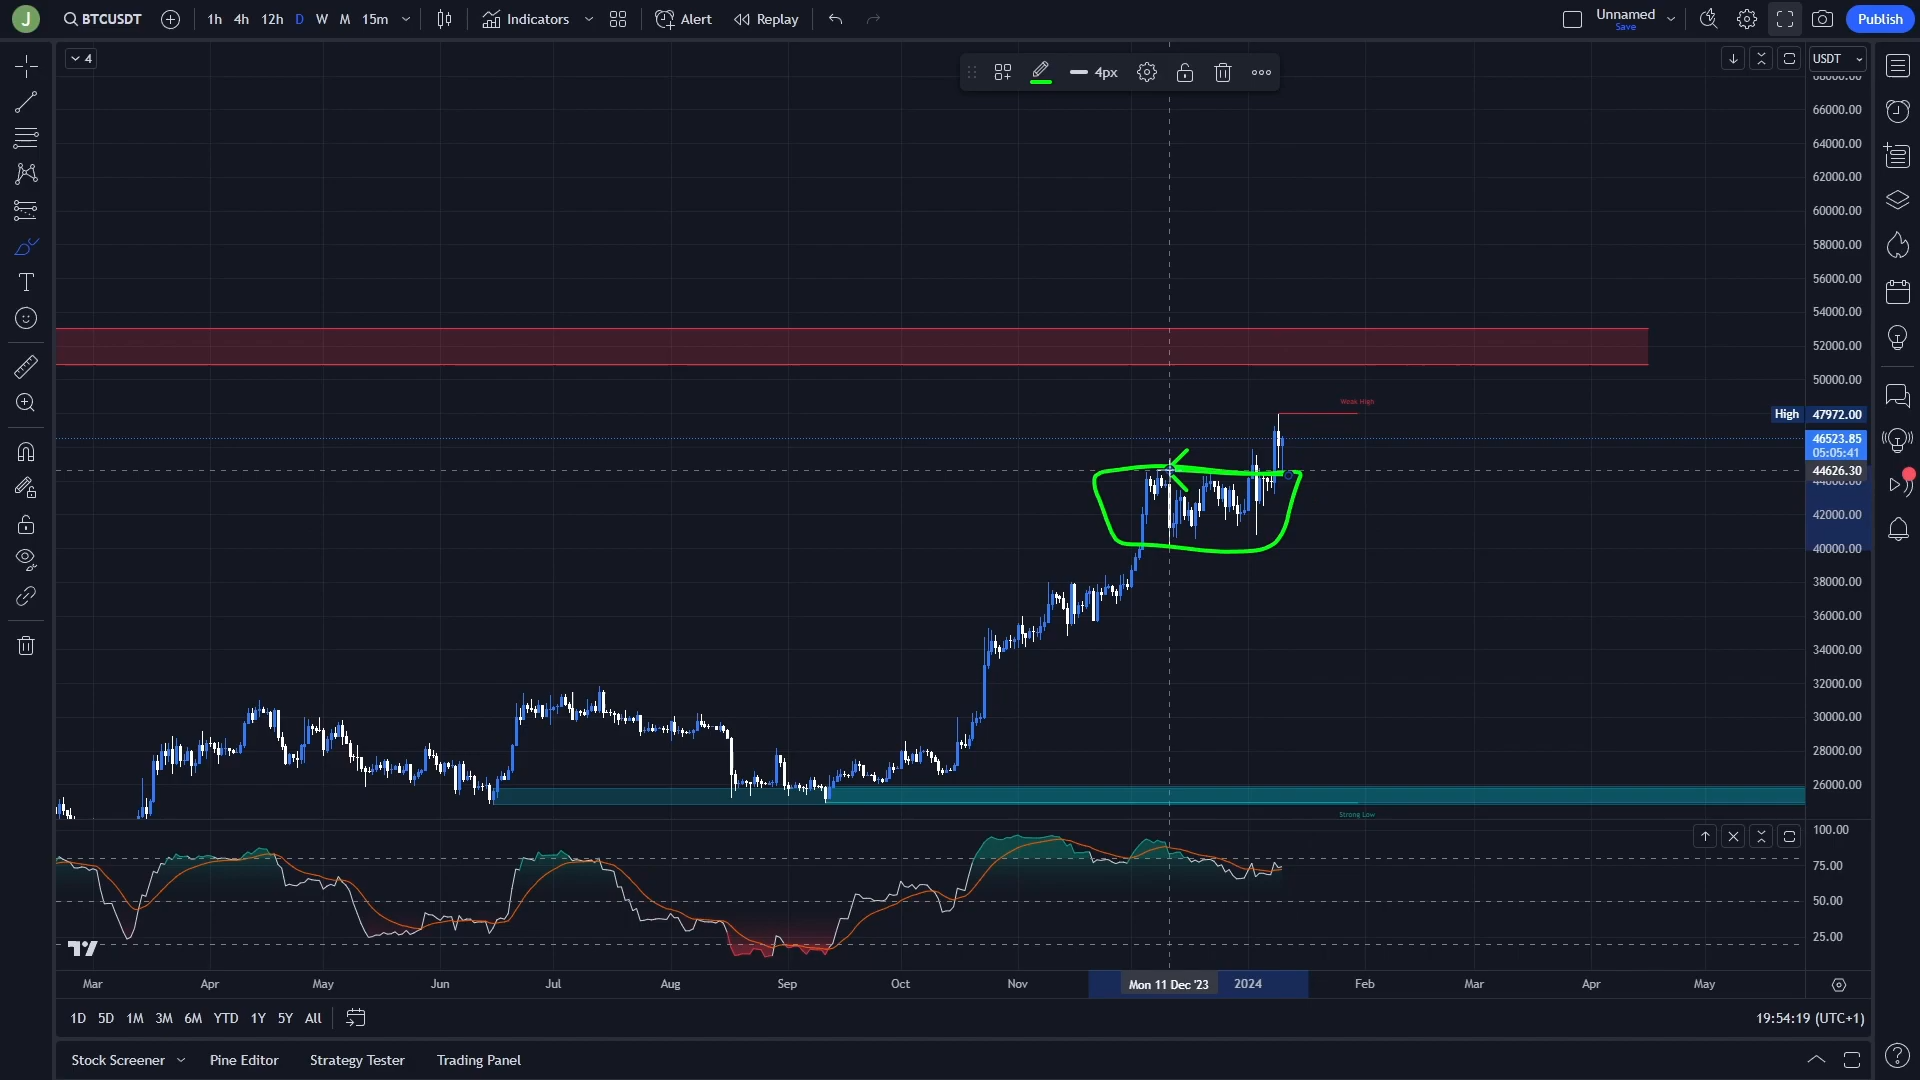 J
BTCUSDT
1h 4h 12h D W M 15m
Indicators
Alert
Replay
Unnamed
Save
Publish
4
4px
USDT
66000.00
64000.00
62000.00
60000.00
58000.00
56000.00
54000.00
52000.00
50000.00
Weak High
High 47972.00
46523.85
05:05:41
44626.30
42000.00
40000.00
38000.00
36000.00
34000.00
32000.00
30000.00
28000.00
26000.00
Strong Low
100.00
75.00
50.00
25.00
Mar Apr May Jun Jul Aug Sep Oct Nov Mon 11 Dec '23 2024 Feb Mar Apr May
1D 5D 1M 3M 6M YTD 1Y 5Y All
19:54:19 (UTC+1)
Stock Screener Pine Editor Strategy Tester Trading Panel